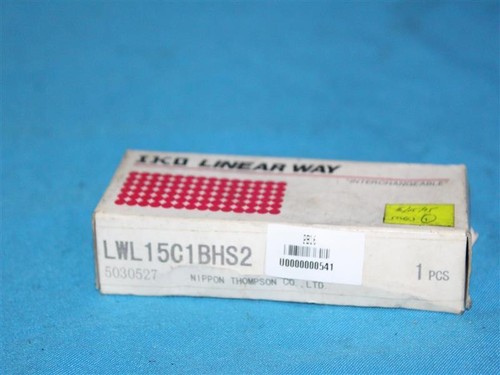 IKO LINEAR WAY
"INTERCHANGEABLE"
LWL15C1BHS2
5030527
U0000000541
1 PCS
NIPPON THOMPSON CO.,LTD